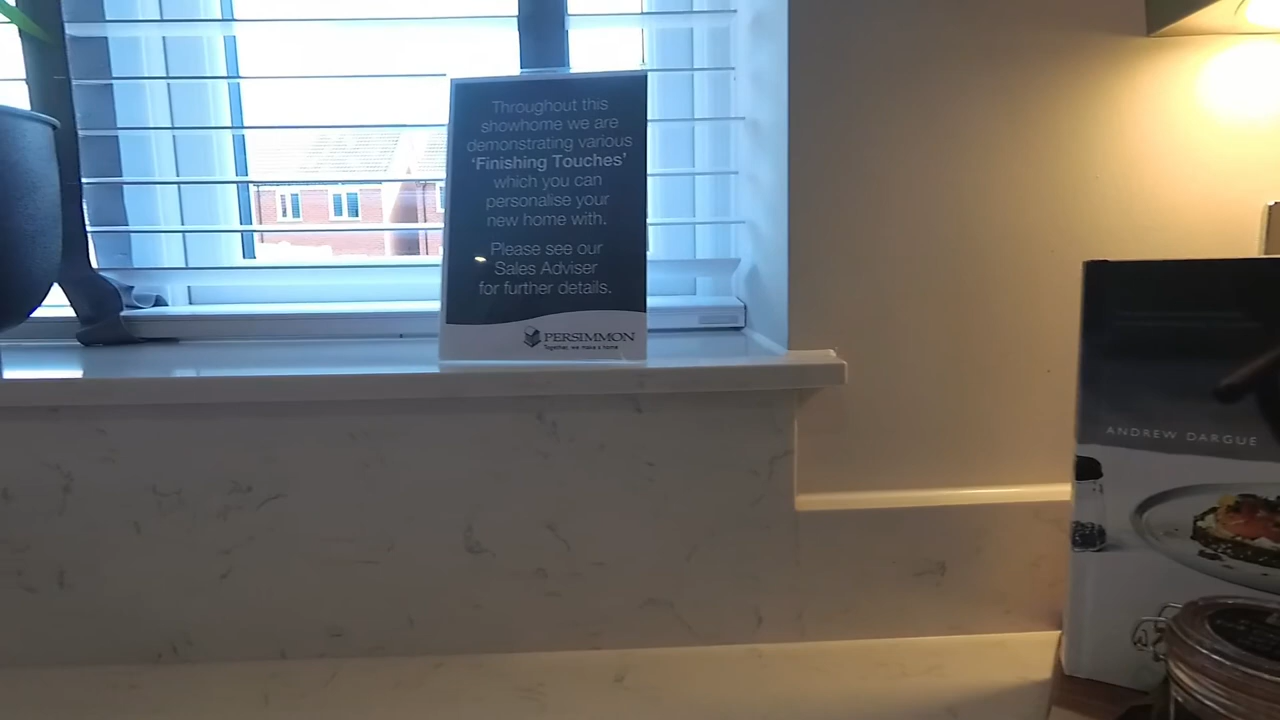 Throughout this
showhome we are
demonstrating various
'Finishing Touches'
which you can
personalise your
new home with.
Please see our
Sales Adviser
for further details.
PERSIMMON
Together, we make a home
ANDREW DARGUE